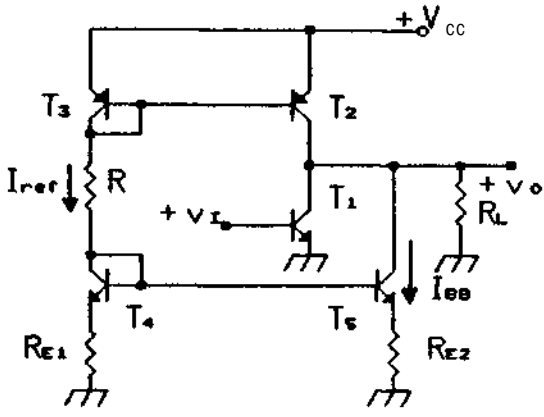 + Vcc
T3
T2
Iref
R
T1
+ vo
+ vI
RL
T4
T5
Iee
RE1
RE2